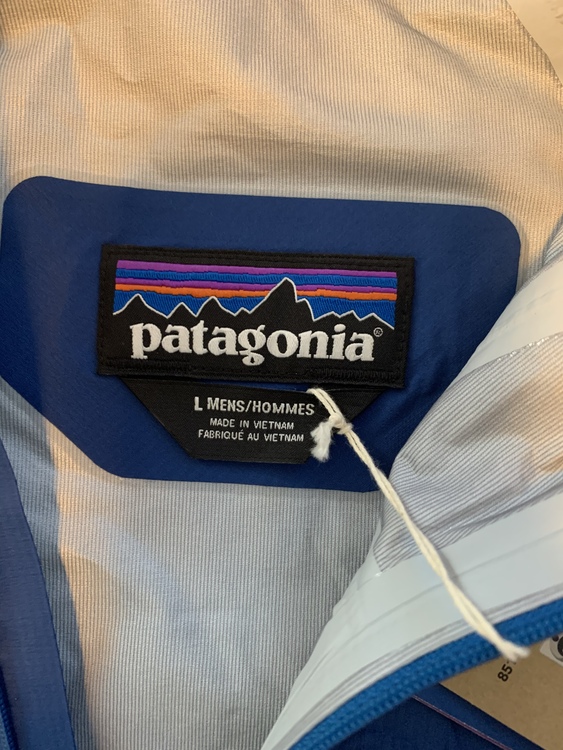 patagonia®
L MENS/HOMMES
MADE IN VIETNAM
FABRIQUÉ AU VIETNAM